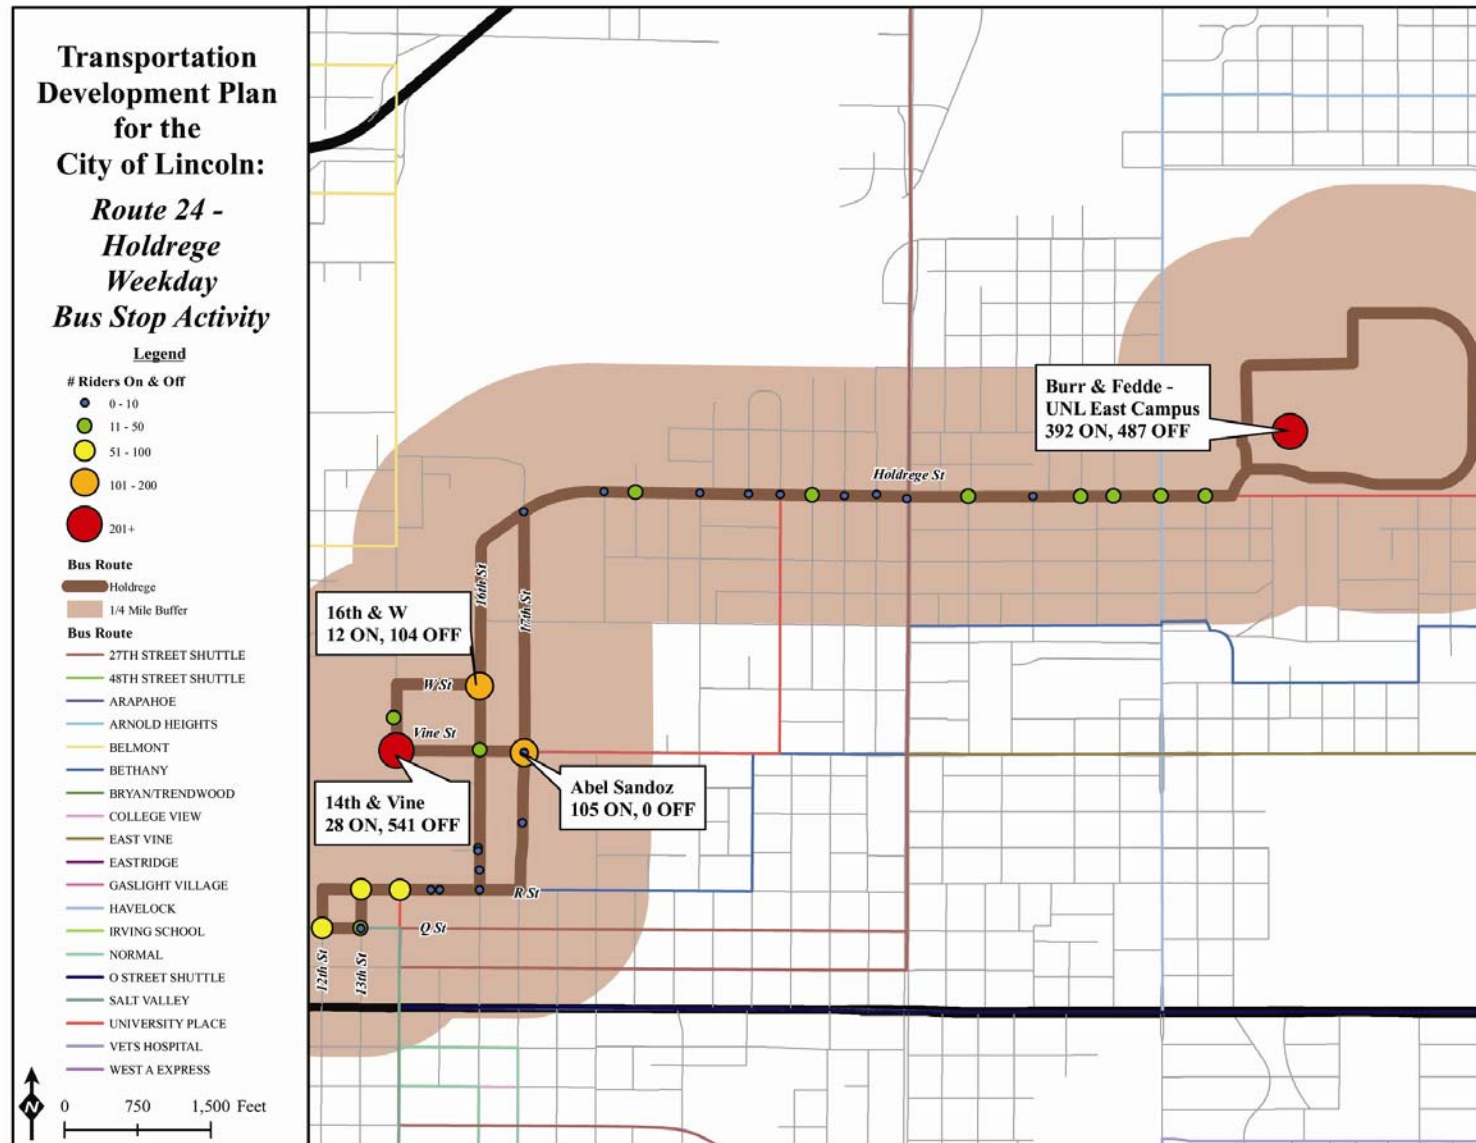 Transportation
Development Plan
for the
City of Lincoln:
Route 24 -
Holdrege
Weekday
Bus Stop Activity
Legend
# Riders On & Off
0 - 10
11 - 50
51 - 100
101 - 200
201+
Bus Route
Holdrege
1/4 Mile Buffer
Bus Route
27TH STREET SHUTTLE
48TH STREET SHUTTLE
ARAPAHOE
ARNOLD HEIGHTS
BELMONT
BETHANY
BRYAN/TRENDWOOD
COLLEGE VIEW
EAST VINE
EASTRIDGE
GASLIGHT VILLAGE
HAVELOCK
IRVING SCHOOL
NORMAL
O STREET SHUTTLE
SALT VALLEY
UNIVERSITY PLACE
VETS HOSPITAL
WEST A EXPRESS
N
0 750 1,500 Feet
Burr & Fedde -
UNL East Campus
392 ON, 487 OFF
Holdrege St
16th St
17th St
16th & W
12 ON, 104 OFF
W St
Vine St
14th & Vine
28 ON, 541 OFF
Abel Sandoz
105 ON, 0 OFF
R St
Q St
12th St
13th St